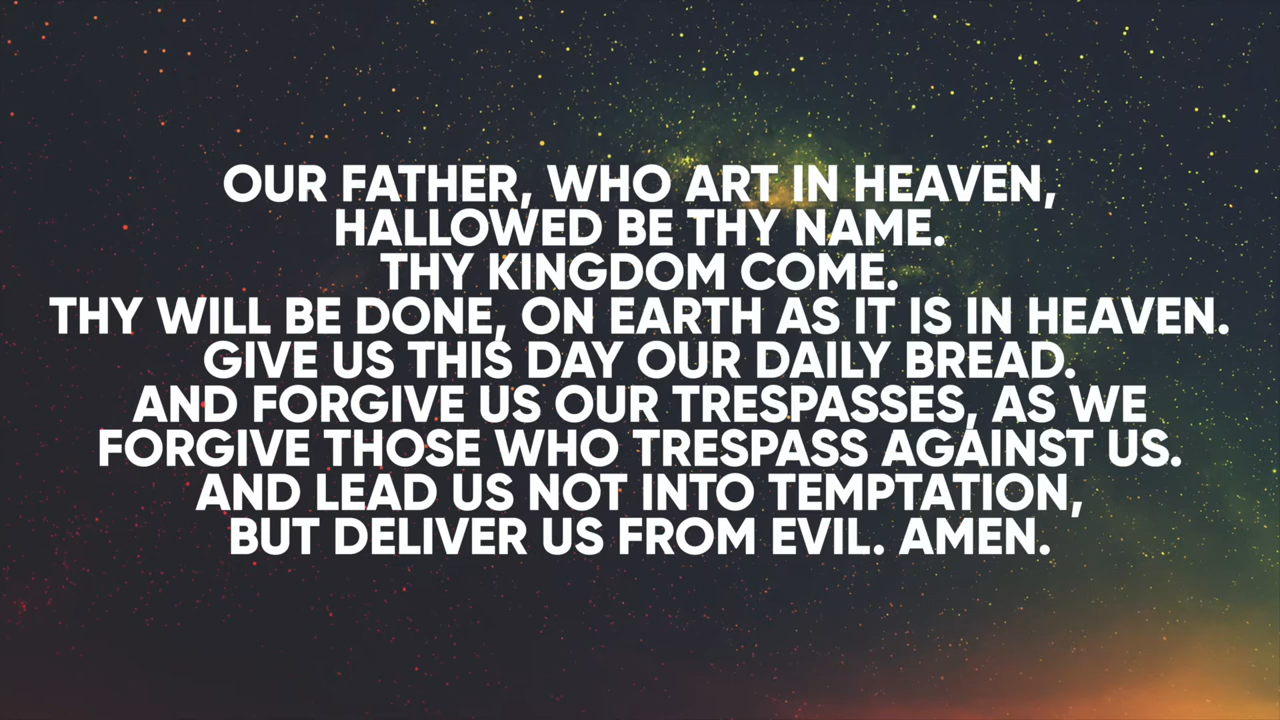 OUR FATHER, WHO ART IN HEAVEN,
HALLOWED BE THY NAME.
THY KINGDOM COME.
THY WILL BE DONE, ON EARTH AS IT IS IN HEAVEN.
GIVE US THIS DAY OUR DAILY BREAD.
AND FORGIVE US OUR TRESPASSES, AS WE
FORGIVE THOSE WHO TRESPASS AGAINST US.
AND LEAD US NOT INTO TEMPTATION,
BUT DELIVER US FROM EVIL. AMEN.